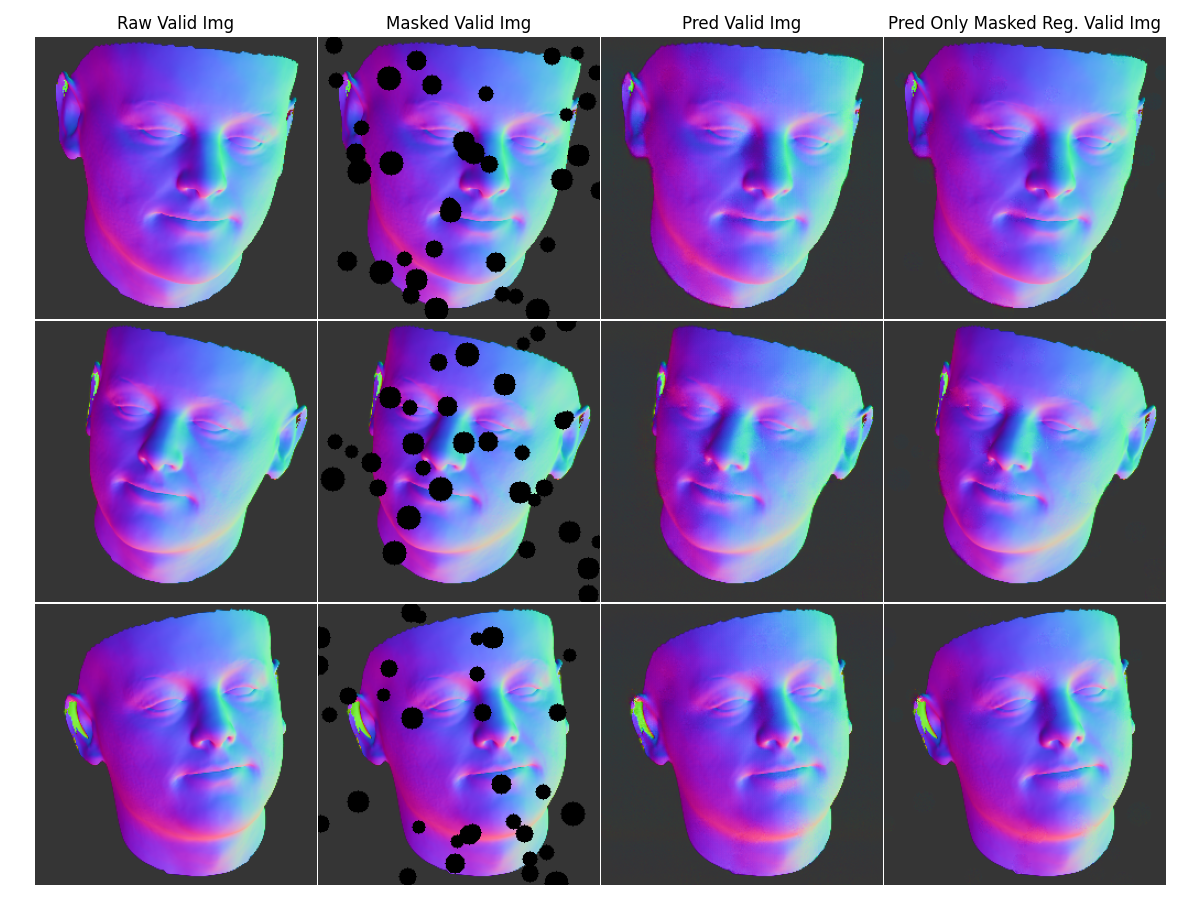 Raw Valid Img
Masked Valid Img
Pred Valid Img
Pred Only Masked Reg. Valid Img